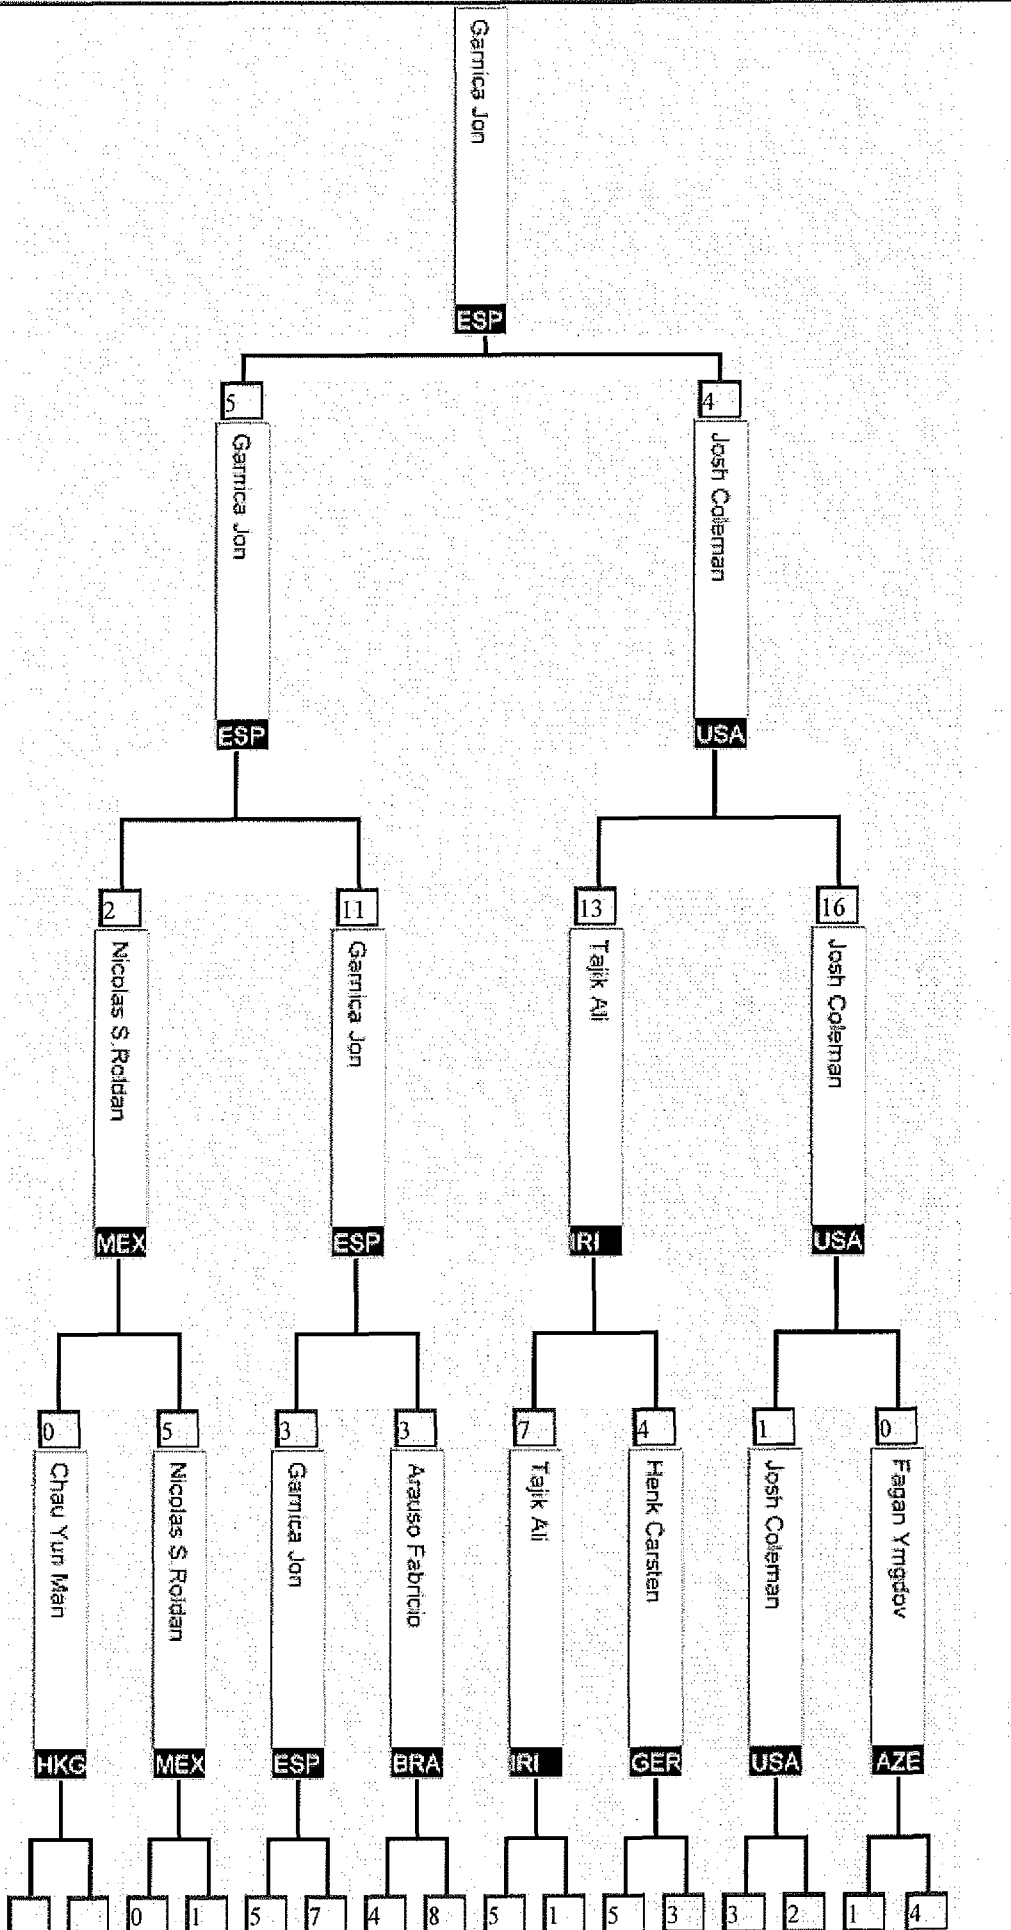 Garnica Jon
ESP
5
4
Garnica Jon
Josh Coleman
ESP
USA
2
11
13
16
Nicolas S.Roldan
Garnica Jon
Tajik Ali
Josh Coleman
MEX
ESP
IRI
USA
0
5
3
3
7
4
1
0
Chau Yun Man
Nicolas S.Roldan
Garnica Jon
Arauso Fabricio
Tajik Ali
Henk Carsten
Josh Coleman
Fagan
HKG
MEX
ESP
BRA
IRI
GER
USA
AZE
0
1
5
7
4
8
5
1
5
3
3
2
1
4